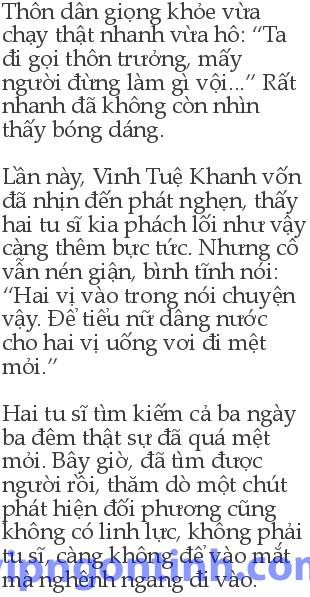 Thôn dân giọng khỏe vừa
chạy thật nhanh vừa hô: “Ta
đi gọi thôn trưởng, mấy
người đừng làm gì vội...” Rất
nhanh đã không còn nhìn
thấy bóng dáng.
Lần này, Vinh Tuệ Khanh vốn
đã nhịn đến phát nghẹn, thấy
hai tu sĩ kia phách lối như vậy
càng thêm bực tức. Nhưng cô
vẫn nén giận, bình tĩnh nói:
“Hai vị vào trong nói chuyện
vậy. Để tiểu nữ dâng nước
cho hai vị uống vơi đi mệt
mỏi.”
Hai tu sĩ tìm kiếm cả ba ngày
ba đêm thật sự đã quá mệt
mỏi. Bây giờ, đã tìm được
người rồi, thăm dò một chút
phát hiện đối phương cũng
không có linh lực, không phải
tu sĩ, càng không để vào mắt
mà nghênh ngang đi vào.
vipngontinh.com